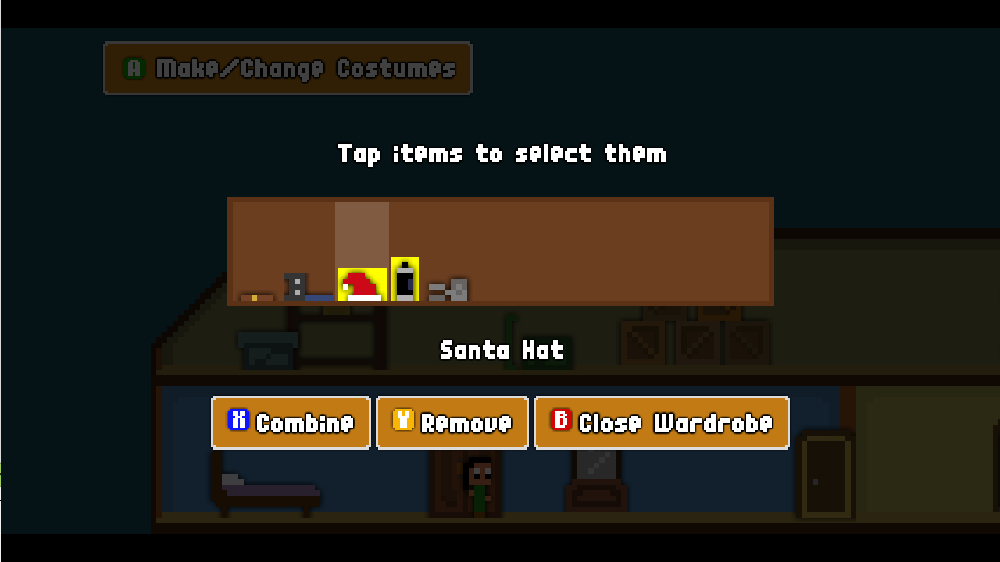 A Make/Change Costumes
Tap items to select them
Santa Hat
X Combine Y Remove B Close Wardrobe